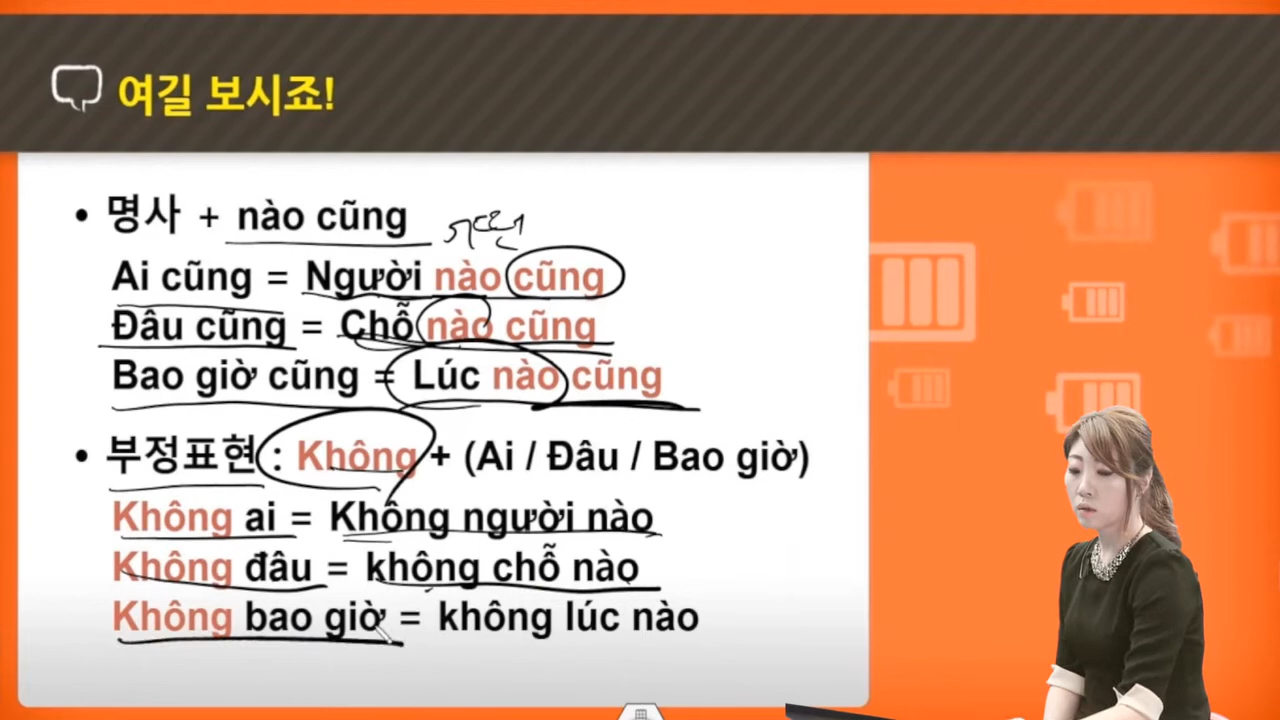 여길 보시죠!
• 명사 + nào cũng
Ai cũng = Người nào cũng
Đâu cũng = Chỗ nào cũng
Bao giờ cũng = Lúc nào cũng
• 부정표현 : Không + (Ai / Đâu / Bao giờ)
Không ai = Không người nào
Không đâu = không chỗ nào
Không bao giờ = không lúc nào